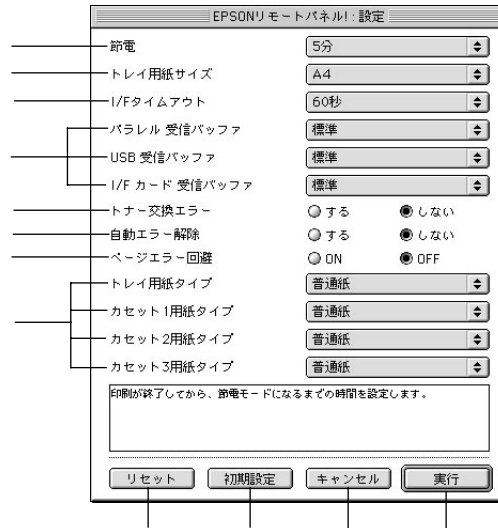 EPSONリモートパネル!:設定
節電 5分
トレイ用紙サイズ A4
I/Fタイムアウト 60秒
パラレル 受信バッファ 標準
USB 受信バッファ 標準
I/F カード 受信バッファ 標準
トナー交換エラー する しない
自動エラー解除 する しない
ページエラー回避 ON OFF
トレイ用紙タイプ 普通紙
カセット1用紙タイプ 普通紙
カセット2用紙タイプ 普通紙
カセット3用紙タイプ 普通紙
印刷が終了してから、節電モードになるまでの時間を設定します。
リセット 初期設定 キャンセル 実行